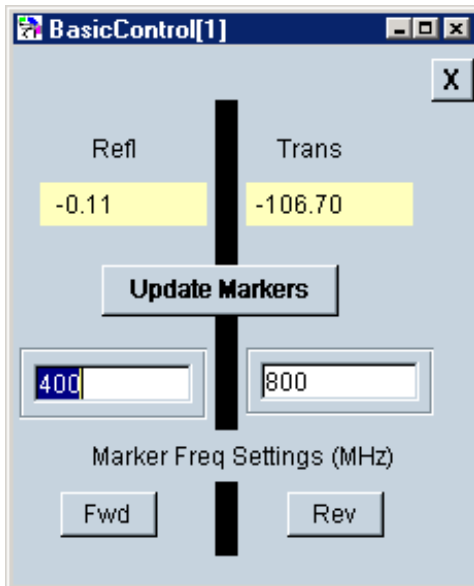 BasicControl[1]
X
Refl Trans
-0.11 -106.70
Update Markers
400 800
Marker Freq Settings (MHz)
Fwd Rev